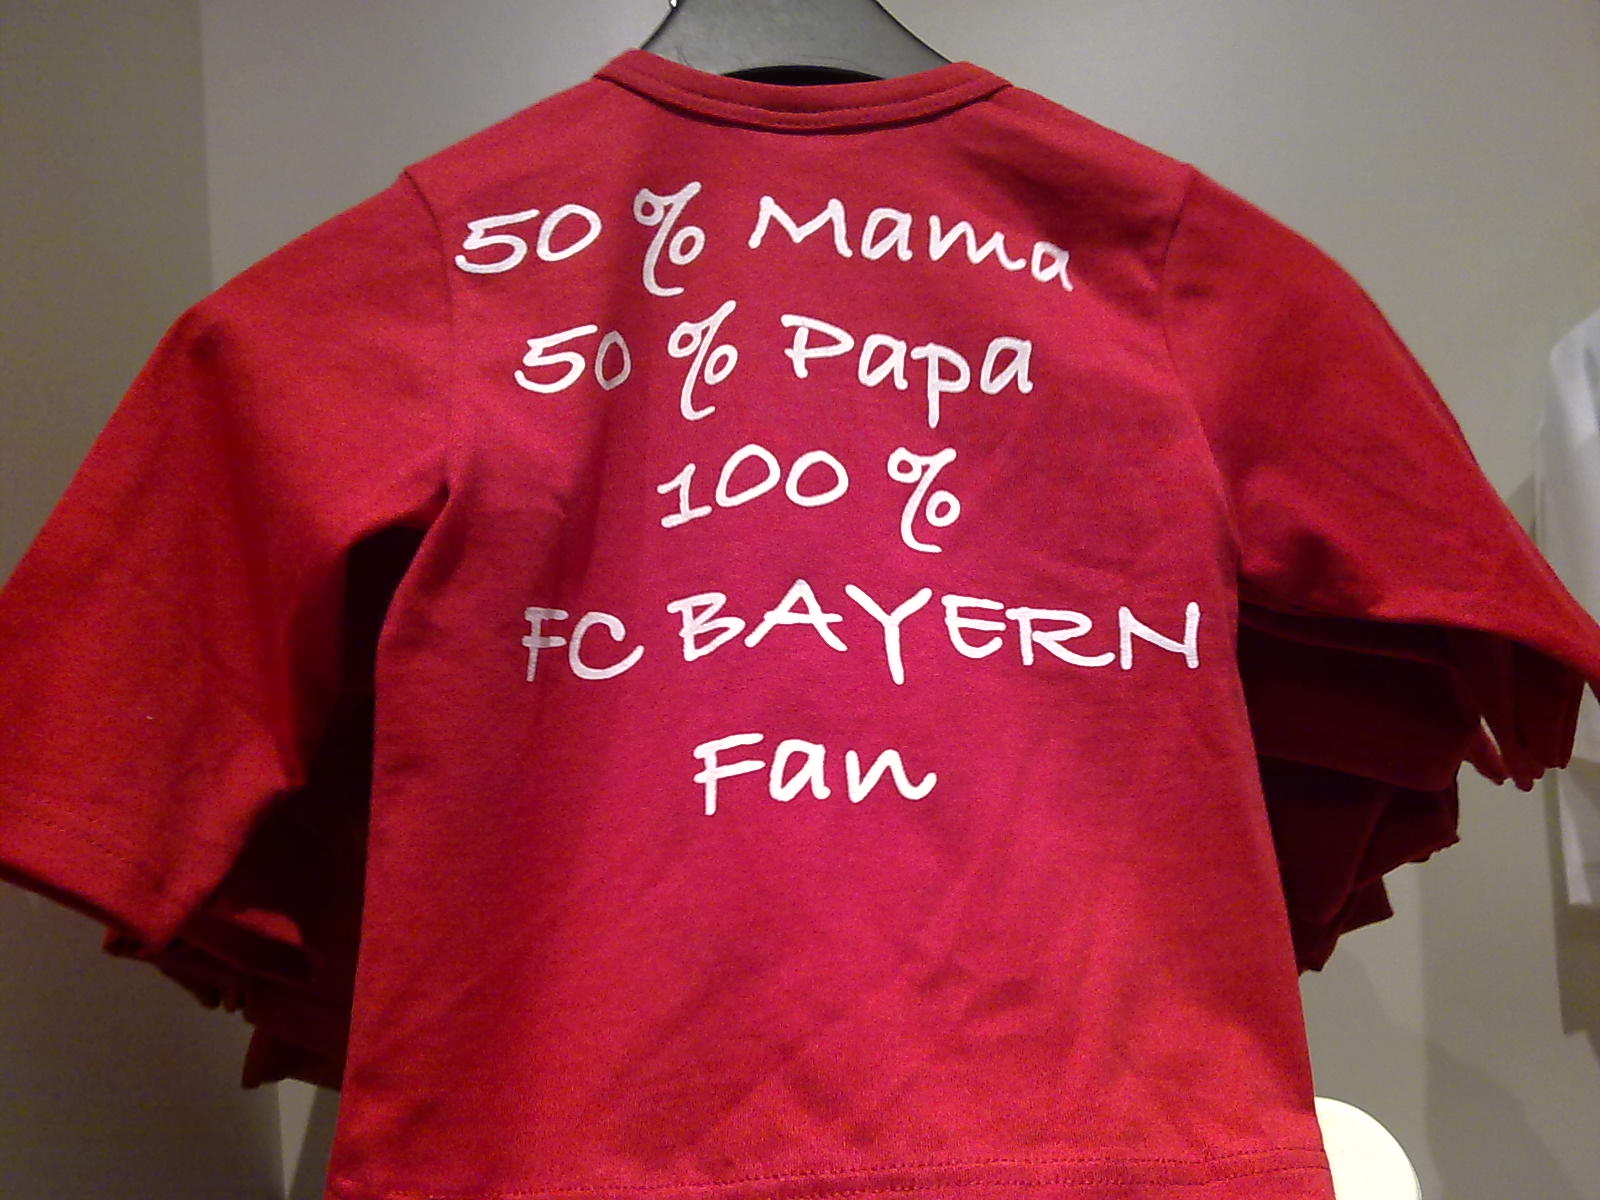 50 % Mama
50 % Papa
100 %
FC BAYERN
Fan